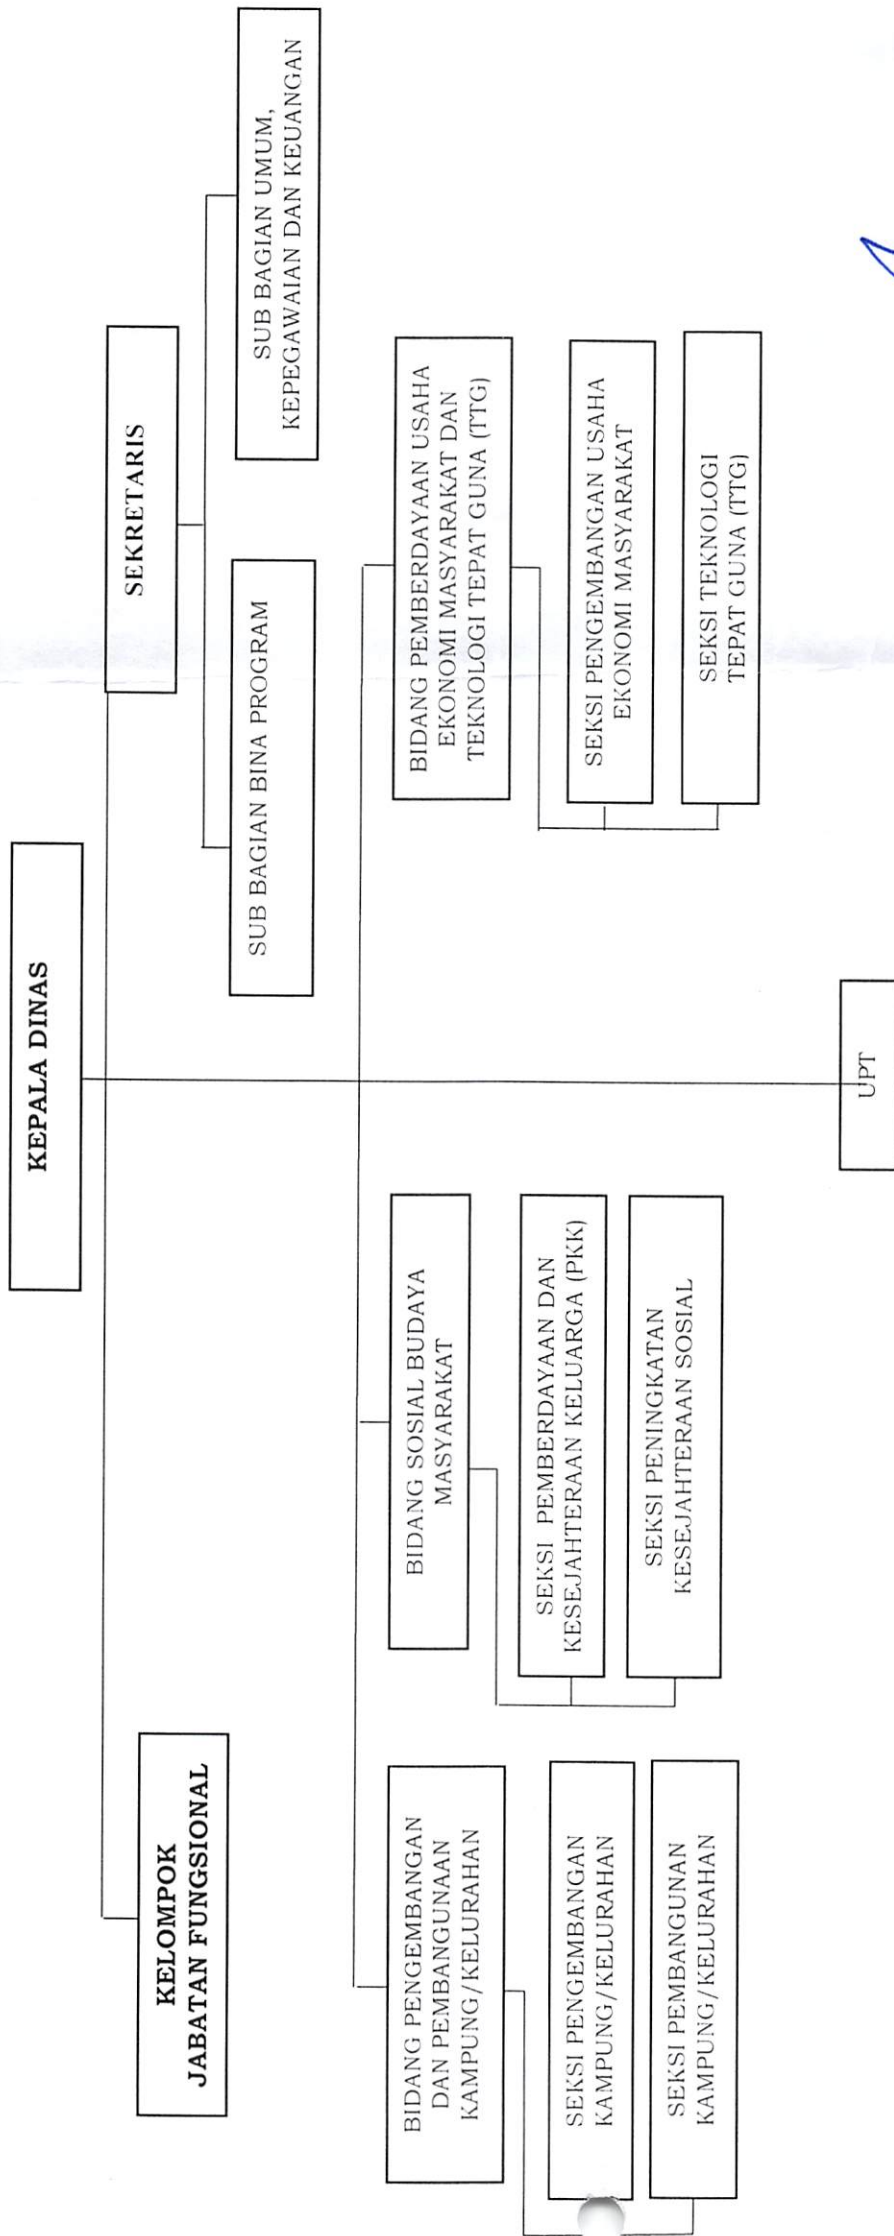 KEPALA DINAS
KELOMPOK
JABATAN FUNGSIONAL
SEKRETARIS
SUB BAGIAN BINA PROGRAM
SUB BAGIAN UMUM,
KEPEGAWAIAN DAN KEUANGAN
BIDANG PENGEMBANGAN
DAN PEMBANGUNAAN
KAMPUNG/KELURAHAN
SEKSI PENGEMBANGAN
KAMPUNG/KELURAHAN
SEKSI PEMBANGUNAN
KAMPUNG/KELURAHAN
BIDANG SOSIAL BUDAYA
MASYARAKAT
SEKSI PEMBERDAYAAN DAN
KESEJAHTERAAN KELUARGA (PKK)
SEKSI PENINGKATAN
KESEJAHTERAAN SOSIAL
BIDANG PEMBERDAYAAN USAHA
EKONOMI MASYARAKAT DAN
TEKNOLOGI TEPAT GUNA (TTG)
SEKSI PENGEMBANGAN USAHA
EKONOMI MASYARAKAT
SEKSI TEKNOLOGI
TEPAT GUNA (TTG)
UPT